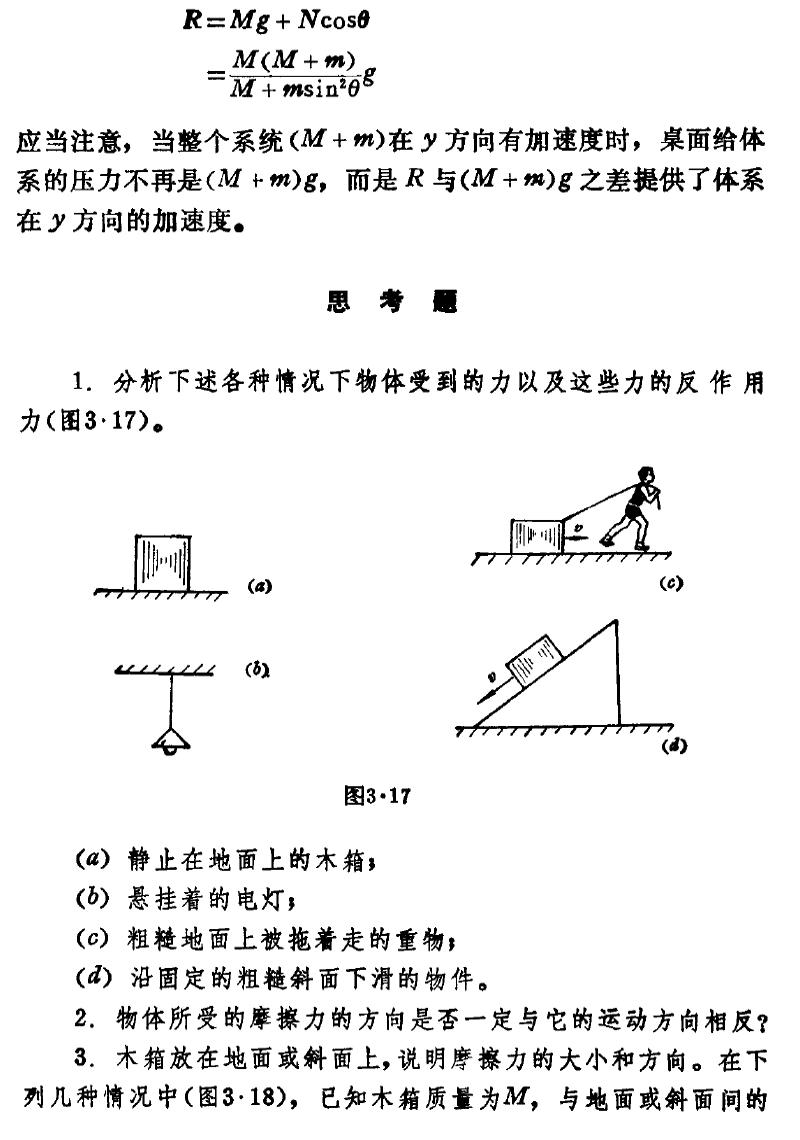 R=Mg+Ncosθ
=M(M+m)/(M+msin²θ)g
应当注意，当整个系统(M+m)在y方向有加速度时，桌面给体
系的压力不再是(M+m)g，而是R与(M+m)g之差提供了体系
在y方向的加速度。
思 考 题
1. 分析下述各种情况下物体受到的力以及这些力的反作用
力(图3·17)。
v
(a)
(c)
(b)
v
(d)
图3·17
(a) 静止在地面上的木箱；
(b) 悬挂着的电灯；
(c) 粗糙地面上被拖着走的重物；
(d) 沿固定的粗糙斜面下滑的物件。
2. 物体所受的摩擦力的方向是否一定与它的运动方向相反？
3. 木箱放在地面或斜面上，说明摩擦力的大小和方向。在下
列几种情况中(图3·18)，已知木箱质量为M，与地面或斜面间的